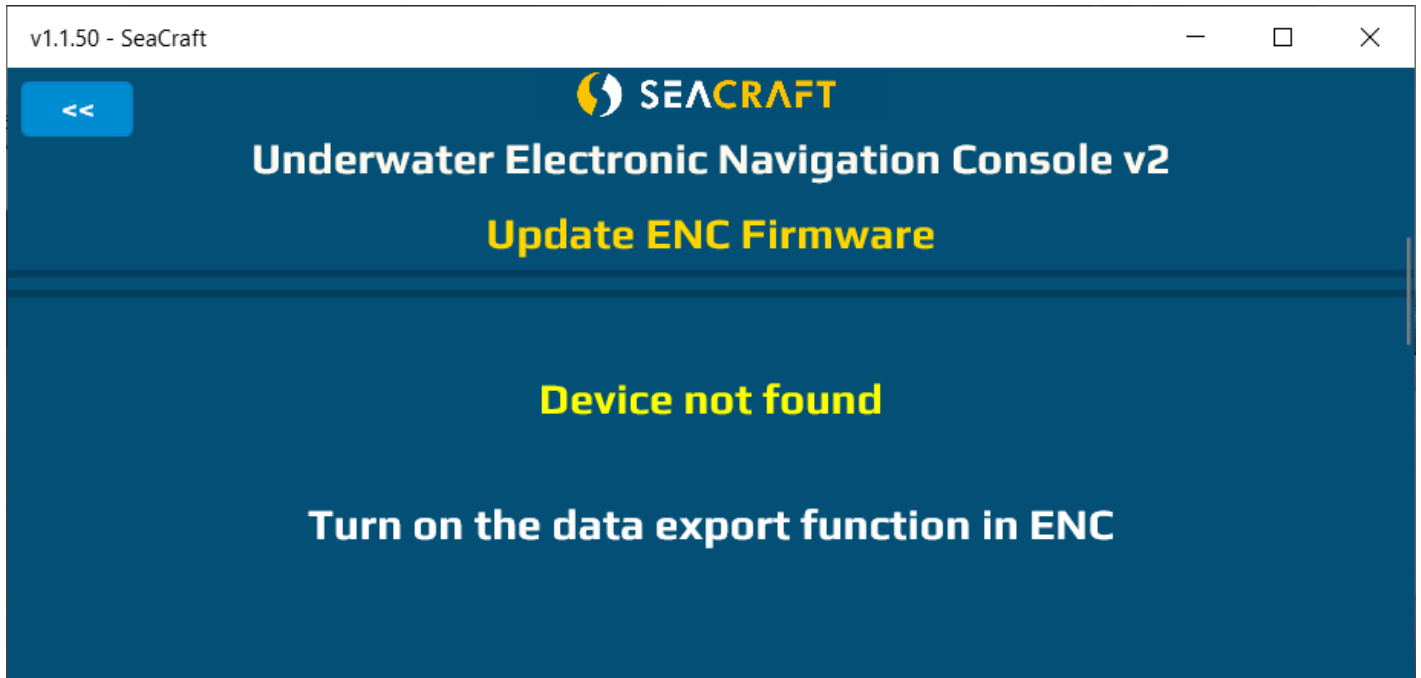 v1.1.50 - SeaCraft
<<
SEACRAFT
Underwater Electronic Navigation Console v2
Update ENC Firmware
Device not found
Turn on the data export function in ENC